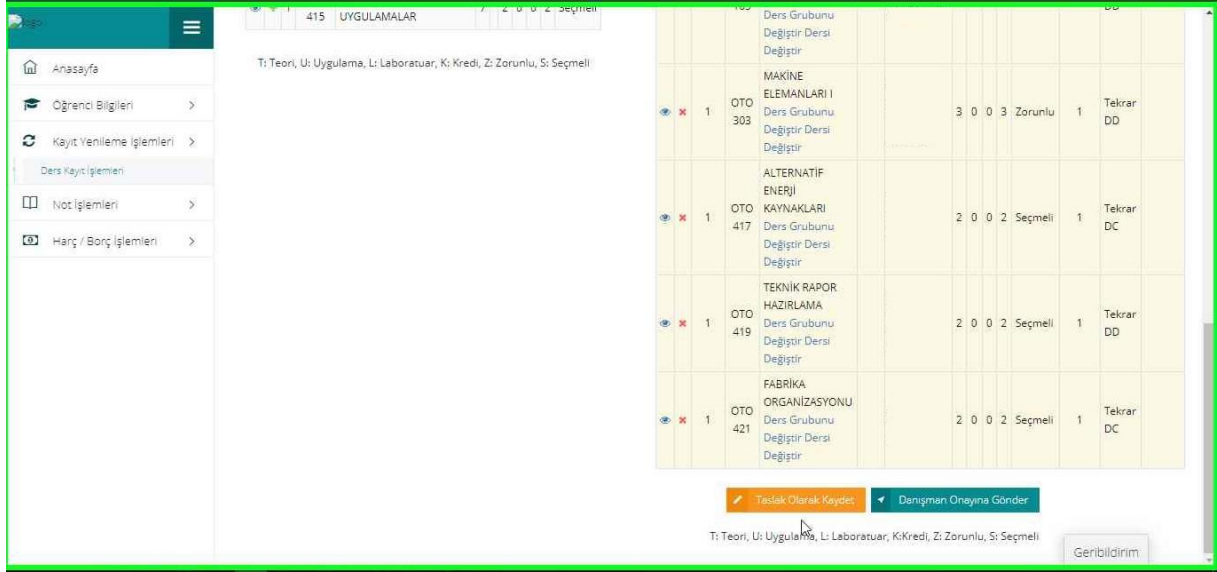 Anasayfa
Öğrenci Bilgileri
Kayıt Yenileme İşlemleri
Ders Kayıt İşlemleri
Not İşlemleri
Harç / Borç İşlemleri
415 UYGULAMALAR 7 2 0 0 2 Seçmeli
T: Teori, U: Uygulama, L: Laboratuar, K: Kredi, Z: Zorunlu, S: Seçmeli
Ders Grubunu
Değiştir Dersi
Değiştir
MAKİNE
ELEMANLARI I
1 OTO 303 Ders Grubunu 3 0 0 3 Zorunlu 1 Tekrar DD
Değiştir Dersi
Değiştir
ALTERNATİF
ENERJİ
KAYNAKLARI
1 OTO 417 Ders Grubunu 2 0 0 2 Seçmeli 1 Tekrar DC
Değiştir Dersi
Değiştir
TEKNİK RAPOR
HAZIRLAMA
1 OTO 419 Ders Grubunu 2 0 0 2 Seçmeli 1 Tekrar DD
Değiştir Dersi
Değiştir
FABRİKA
ORGANİZASYONU
1 OTO 421 Ders Grubunu 2 0 0 2 Seçmeli 1 Tekrar DC
Değiştir Dersi
Değiştir
Taslak Olarak Kaydet Danışman Onayına Gönder
T: Teori, U: Uygulama, L: Laboratuar, K:Kredi, Z: Zorunlu, S: Seçmeli
Geribildirim